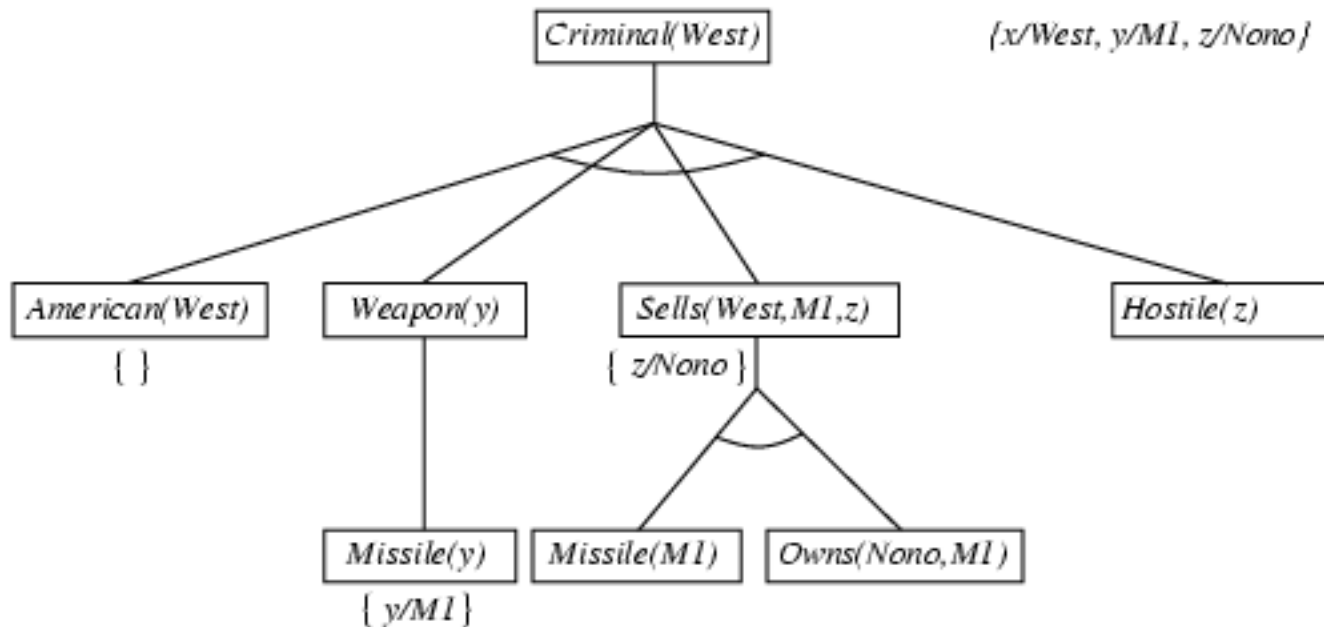 Criminal(West)
{x/West, y/M1, z/Nono}
American(West)
Weapon(y)
Sells(West,M1,z)
Hostile(z)
{ }
{ z/Nono }
Missile(y)
Missile(M1)
Owns(Nono,M1)
{ y/M1 }